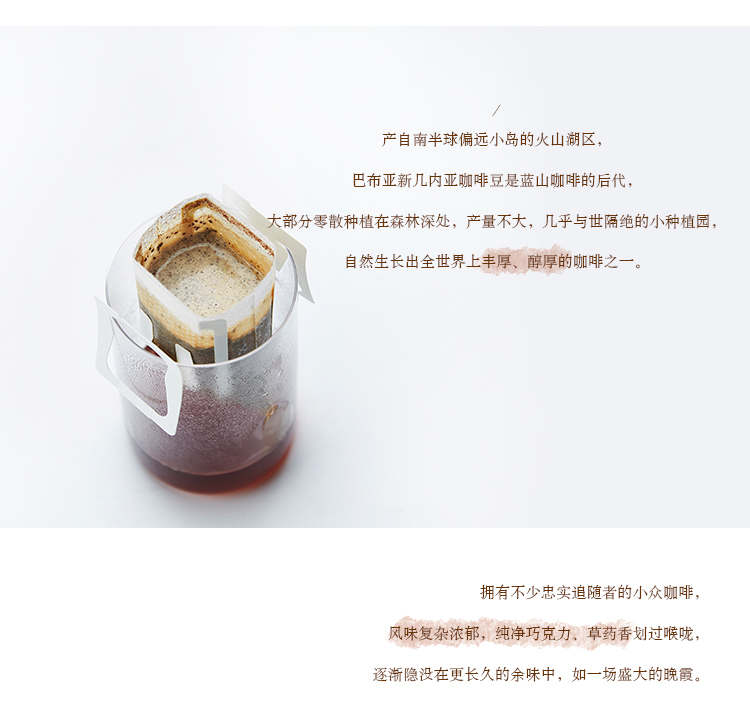 /
产自南半球偏远小岛的火山湖区，
巴布亚新几内亚咖啡豆是蓝山咖啡的后代，
大部分零散种植在森林深处，产量不大，几乎与世隔绝的小种植园，
自然生长出全世界上丰厚、醇厚的咖啡之一。
拥有不少忠实追随者的小众咖啡，
风味复杂浓郁，纯净巧克力、草药香划过喉咙，
逐渐隐没在更长久的余味中，如一场盛大的晚霞。